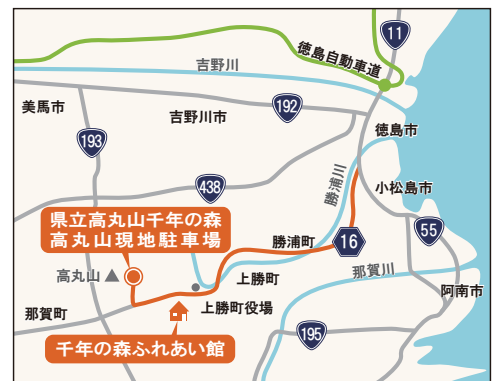 11
徳島自動車道
吉野川
美馬市
192
吉野川市
徳島市
193
勝浦川
438
小松島市
県立高丸山千年の森
高丸山現地駐車場
55
勝浦町
16
高丸山
上勝町
那賀川
阿南市
那賀町
上勝町役場
195
千年の森ふれあい館